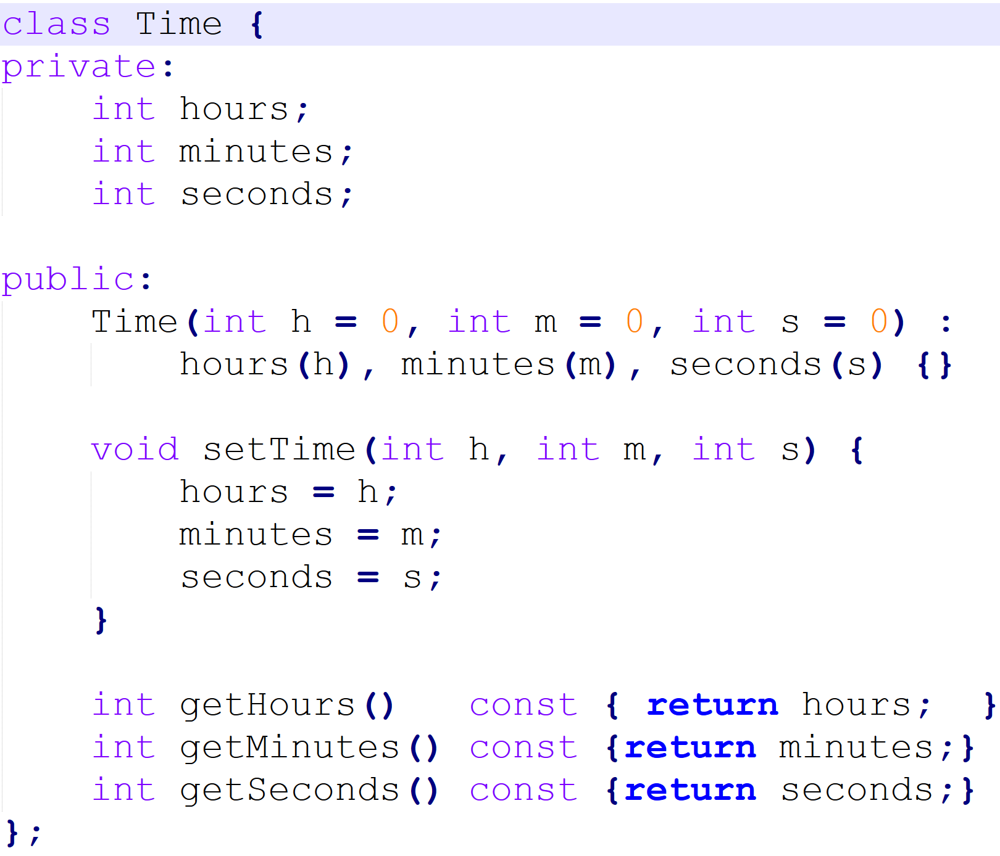 class Time {
private:
    int hours;
    int minutes;
    int seconds;

public:
    Time(int h = 0, int m = 0, int s = 0) :
        hours(h), minutes(m), seconds(s) {}

    void setTime(int h, int m, int s) {
        hours = h;
        minutes = m;
        seconds = s;
    }

    int getHours()   const { return hours;  }
    int getMinutes() const {return minutes;}
    int getSeconds() const {return seconds;}
};